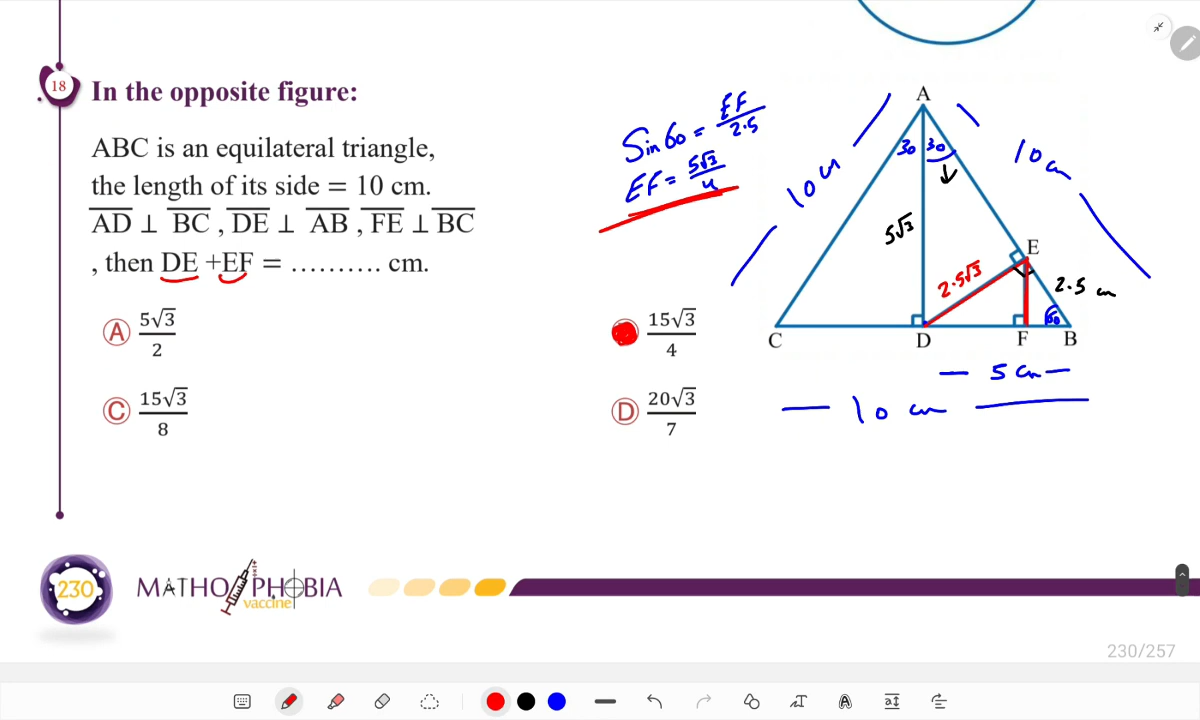 18 In the opposite figure:
ABC is an equilateral triangle,
the length of its side = 10 cm.
AD ⊥ BC , DE ⊥ AB , FE ⊥ BC
, then DE +EF = .......... cm.
A 5√3/2
15√3/4
C 15√3/8
D 20√3/7
Sin 60 = EF/2.5
EF = 5√3/4
A
30 30
10 cm
10 cm
5√3
E
2.5√3
2.5 cm
60
C D F B
5 cm
10 cm
230 MATHO PHOBIA
vaccine
230/257